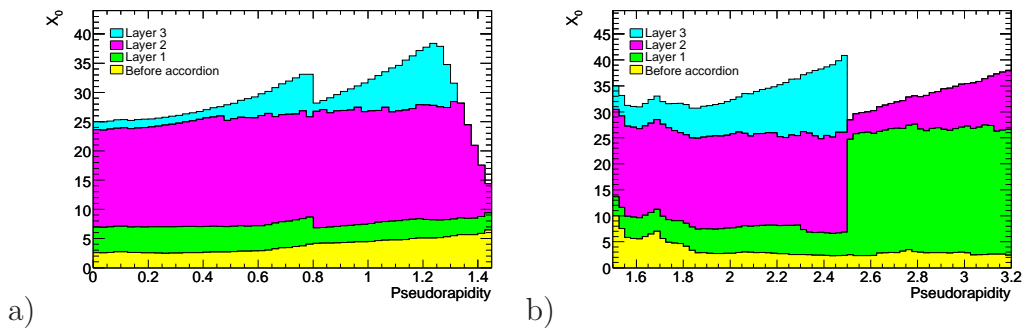 X0
40
35
30
25
20
15
10
5
0
Layer 3
Layer 2
Layer 1
Before accordion
0 0.2 0.4 0.6 0.8 1 1.2 1.4
Pseudorapidity
a)
X0
45
40
35
30
25
20
15
10
5
0
Layer 3
Layer 2
Layer 1
Before accordion
1.6 1.8 2 2.2 2.4 2.6 2.8 3 3.2
Pseudorapidity
b)